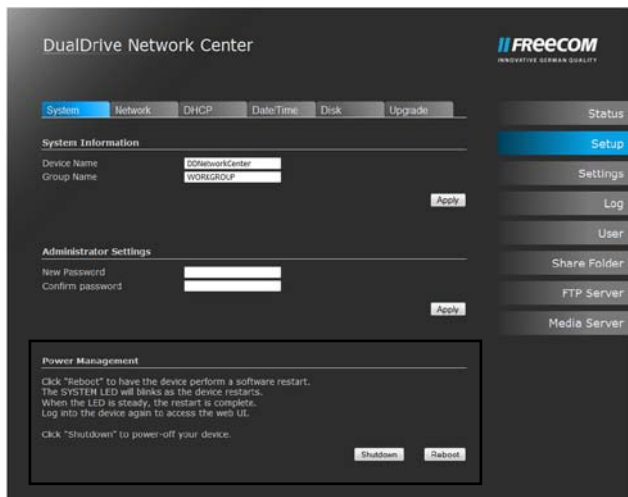 DualDrive Network Center
FREECOM
INNOVATIVE GERMAN QUALITY
System Network DHCP Date/Time Disk Upgrade
Status
Setup
Settings
Log
User
Share Folder
FTP Server
Media Server
System Information
Device Name DDNetworkCenter
Group Name WORKGROUP
Apply
Administrator Settings
New Password
Confirm password
Apply
Power Management
Click "Reboot" to have the device perform a software restart.
The SYSTEM LED will blinks as the device restarts.
When the LED is steady, the restart is complete.
Log into the device again to access the web UI.
Click "Shutdown" to power-off your device.
Shutdown Reboot